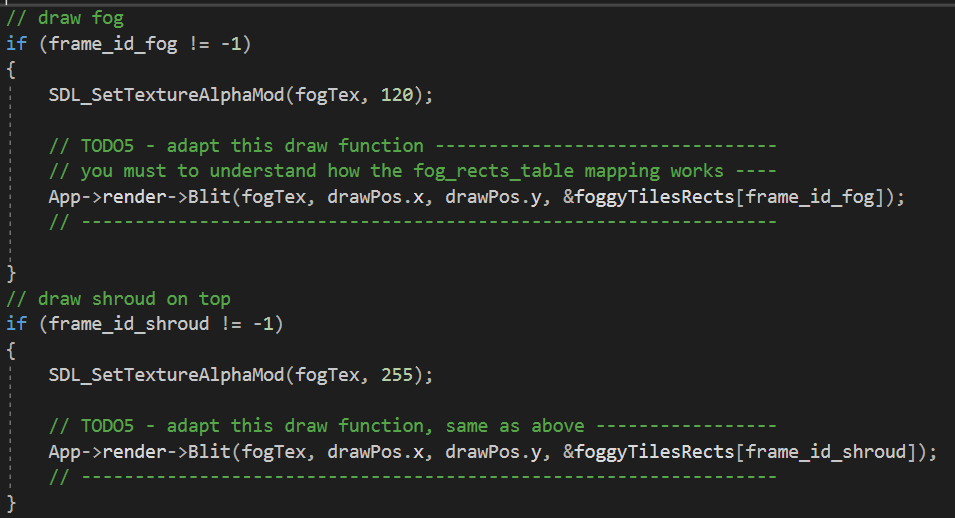 // draw fog
if (frame_id_fog != -1)
{
SDL_SetTextureAlphaMod(fogTex, 120);
// TODO5 - adapt this draw function --------------------------------
// you must to understand how the fog_rects_table mapping works ----
App->render->Blit(fogTex, drawPos.x, drawPos.y, &foggyTilesRects[frame_id_fog]);
// -----------------------------------------------------------------
}
// draw shroud on top
if (frame_id_shroud != -1)
{
SDL_SetTextureAlphaMod(fogTex, 255);
// TODO5 - adapt this draw function, same as above -----------------
App->render->Blit(fogTex, drawPos.x, drawPos.y, &foggyTilesRects[frame_id_shroud]);
// -----------------------------------------------------------------
}